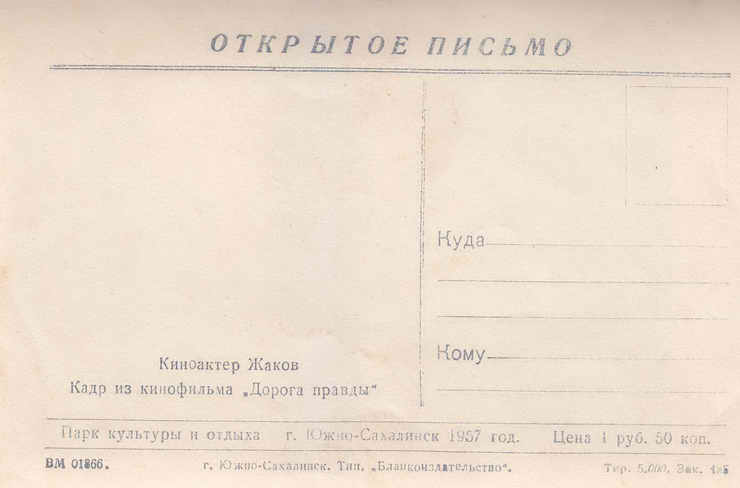 ОТКРЫТОЕ ПИСЬМО
Куда
Кому
Киноактер Жаков
Кадр из кинофильма „Дорога правды“
Парк культуры и отдыха г. Южно-Сахалинск 1957 год. Цена 1 руб. 50 коп.
ВМ 01866. г. Южно-Сахалинск. Тип. „Бланкоиздательство“. Тир. 5,000. Зак.